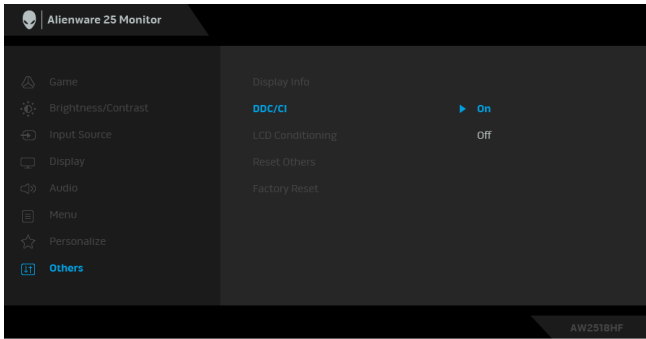 Alienware 25 Monitor
Game
Display Info
Brightness/Contrast
DDC/CI
On
Input Source
LCD Conditioning
Off
Display
Reset Others
Audio
Factory Reset
Menu
Personalize
Others
AW2518HF